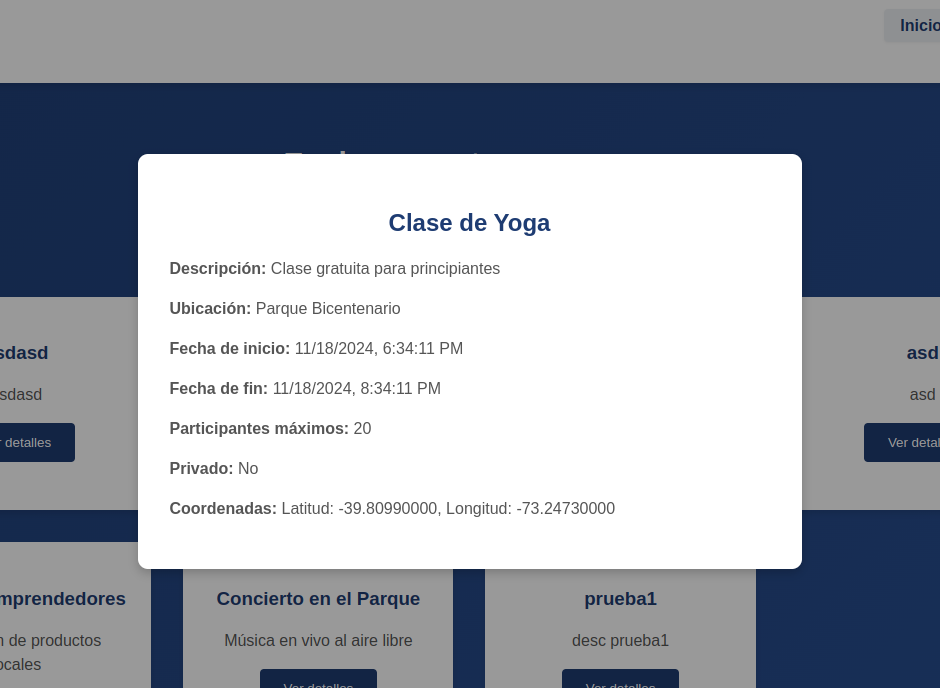 Inicio
Clase de Yoga
Descripción: Clase gratuita para principiantes
Ubicación: Parque Bicentenario
Fecha de inicio: 11/18/2024, 6:34:11 PM
Fecha de fin: 11/18/2024, 8:34:11 PM
Participantes máximos: 20
Privado: No
Coordenadas: Latitud: -39.80990000, Longitud: -73.24730000
sdasd
sdasd
detalles
asd
asd
Ver detal
mprendedores
de productos
ocales
Concierto en el Parque
Música en vivo al aire libre
Ver detalles
prueba1
desc prueba1
Ver detalles